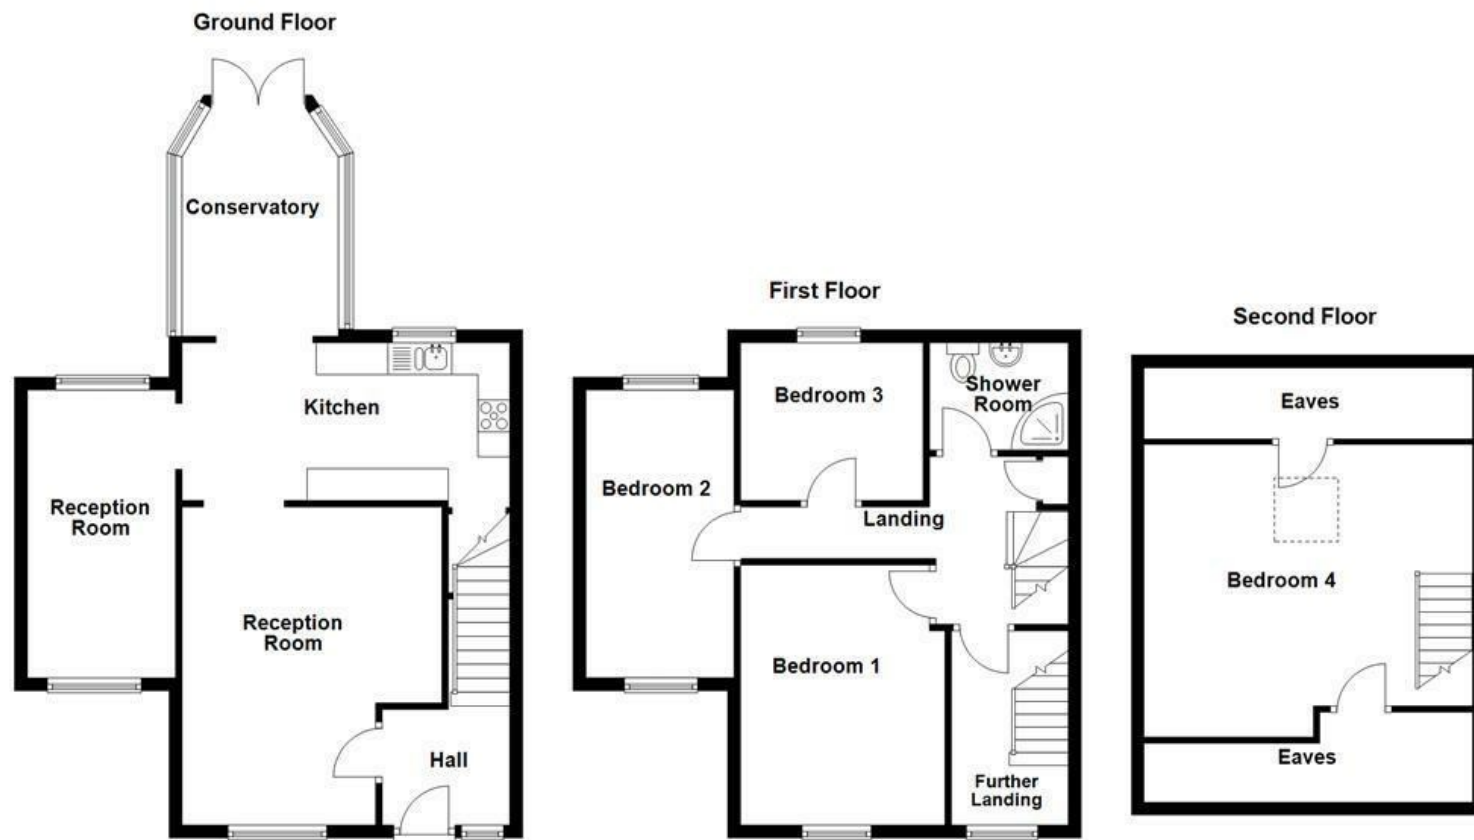 Ground Floor
Conservatory
Kitchen
Reception
Room
Reception
Room
Hall
First Floor
Bedroom 3
Shower
Room
Bedroom 2
Landing
Bedroom 1
Further
Landing
Second Floor
Eaves
Bedroom 4
Eaves